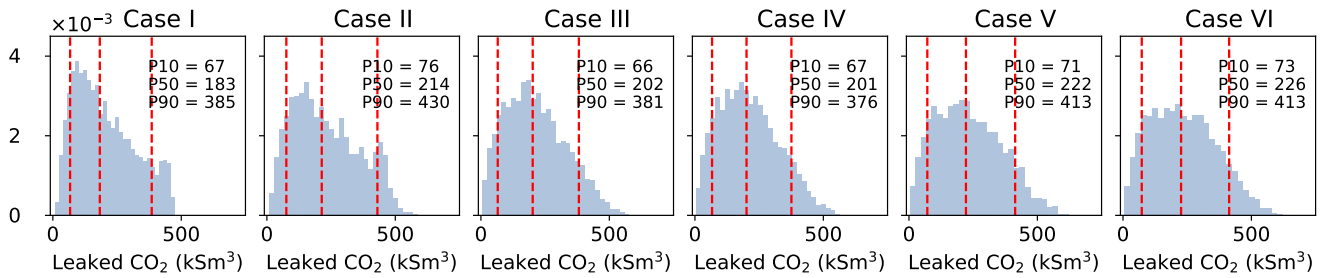 ×10⁻³ Case I
P10 = 67
P50 = 183
P90 = 385
4
2
0
0 500
Leaked CO₂ (kSm³)
Case II
P10 = 76
P50 = 214
P90 = 430
0 500
Leaked CO₂ (kSm³)
Case III
P10 = 66
P50 = 202
P90 = 381
0 500
Leaked CO₂ (kSm³)
Case IV
P10 = 67
P50 = 201
P90 = 376
0 500
Leaked CO₂ (kSm³)
Case V
P10 = 71
P50 = 222
P90 = 413
0 500
Leaked CO₂ (kSm³)
Case VI
P10 = 73
P50 = 226
P90 = 413
0 500
Leaked CO₂ (kSm³)